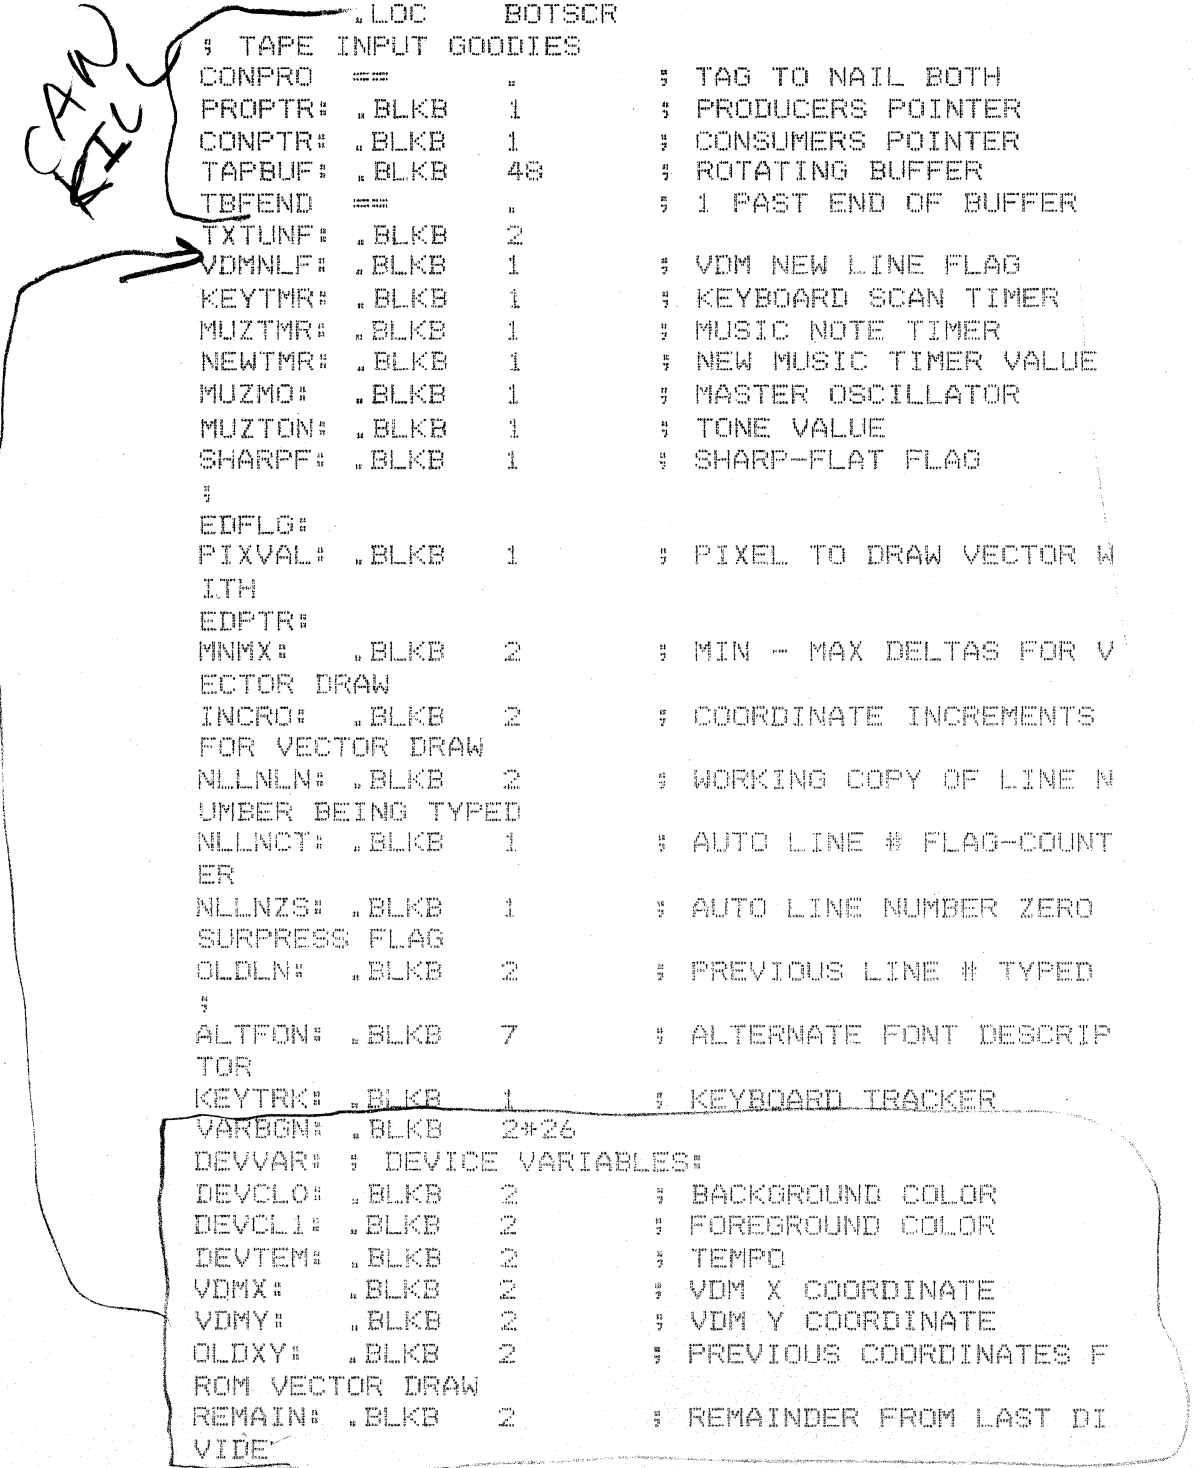 CAN
KILL
.LOC BOTSCR
; TAPE INPUT GOODIES
CONPRO == . ; TAG TO NAIL BOTH
PROPTR: .BLKB 1 ; PRODUCERS POINTER
CONPTR: .BLKB 1 ; CONSUMERS POINTER
TAPBUF: .BLKB 48 ; ROTATING BUFFER
TBFEND == . ; 1 PAST END OF BUFFER
TXTUNF: .BLKB 2
VDMNLF: .BLKB 1 ; VDM NEW LINE FLAG
KEYTMR: .BLKB 1 ; KEYBOARD SCAN TIMER
MUZTMR: .BLKB 1 ; MUSIC NOTE TIMER
NEWTMR: .BLKB 1 ; NEW MUSIC TIMER VALUE
MUZMO: .BLKB 1 ; MASTER OSCILLATOR
MUZTON: .BLKB 1 ; TONE VALUE
SHARPF: .BLKB 1 ; SHARP-FLAT FLAG
;
EDFLG:
PIXVAL: .BLKB 1 ; PIXEL TO DRAW VECTOR W
ITH
EDPTR:
MNMX: .BLKB 2 ; MIN - MAX DELTAS FOR V
ECTOR DRAW
INCRO: .BLKB 2 ; COORDINATE INCREMENTS
FOR VECTOR DRAW
NLLNLN: .BLKB 2 ; WORKING COPY OF LINE N
UMBER BEING TYPED
NLLNCT: .BLKB 1 ; AUTO LINE # FLAG-COUNT
ER
NLLNZS: .BLKB 1 ; AUTO LINE NUMBER ZERO
SURPRESS FLAG
OLDLN: .BLKB 2 ; PREVIOUS LINE # TYPED
;
ALTFON: .BLKB 7 ; ALTERNATE FONT DESCRIP
TOR
KEYTRK: .BLKB 1 ; KEYBOARD TRACKER
VARBGN: .BLKB 2*26
DEVVAR: ; DEVICE VARIABLES:
DEVCL0: .BLKB 2 ; BACKGROUND COLOR
DEVCL1: .BLKB 2 ; FOREGROUND COLOR
DEVTEM: .BLKB 2 ; TEMPO
VDMX: .BLKB 2 ; VDM X COORDINATE
VDMY: .BLKB 2 ; VDM Y COORDINATE
OLDXY: .BLKB 2 ; PREVIOUS COORDINATES F
ROM VECTOR DRAW
REMAIN: .BLKB 2 ; REMAINDER FROM LAST DI
VIDE